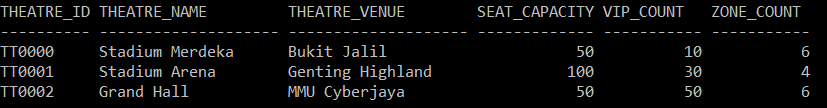 THEATRE_ID THEATRE_NAME         THEATRE_VENUE        SEAT_CAPACITY  VIP_COUNT ZONE_COUNT
---------- -------------------- -------------------- ------------- ---------- ----------
TT0000     Stadium Merdeka      Bukit Jalil                     50         10          6
TT0001     Stadium Arena        Genting Highland               100         30          4
TT0002     Grand Hall           MMU Cyberjaya                   50         50          6